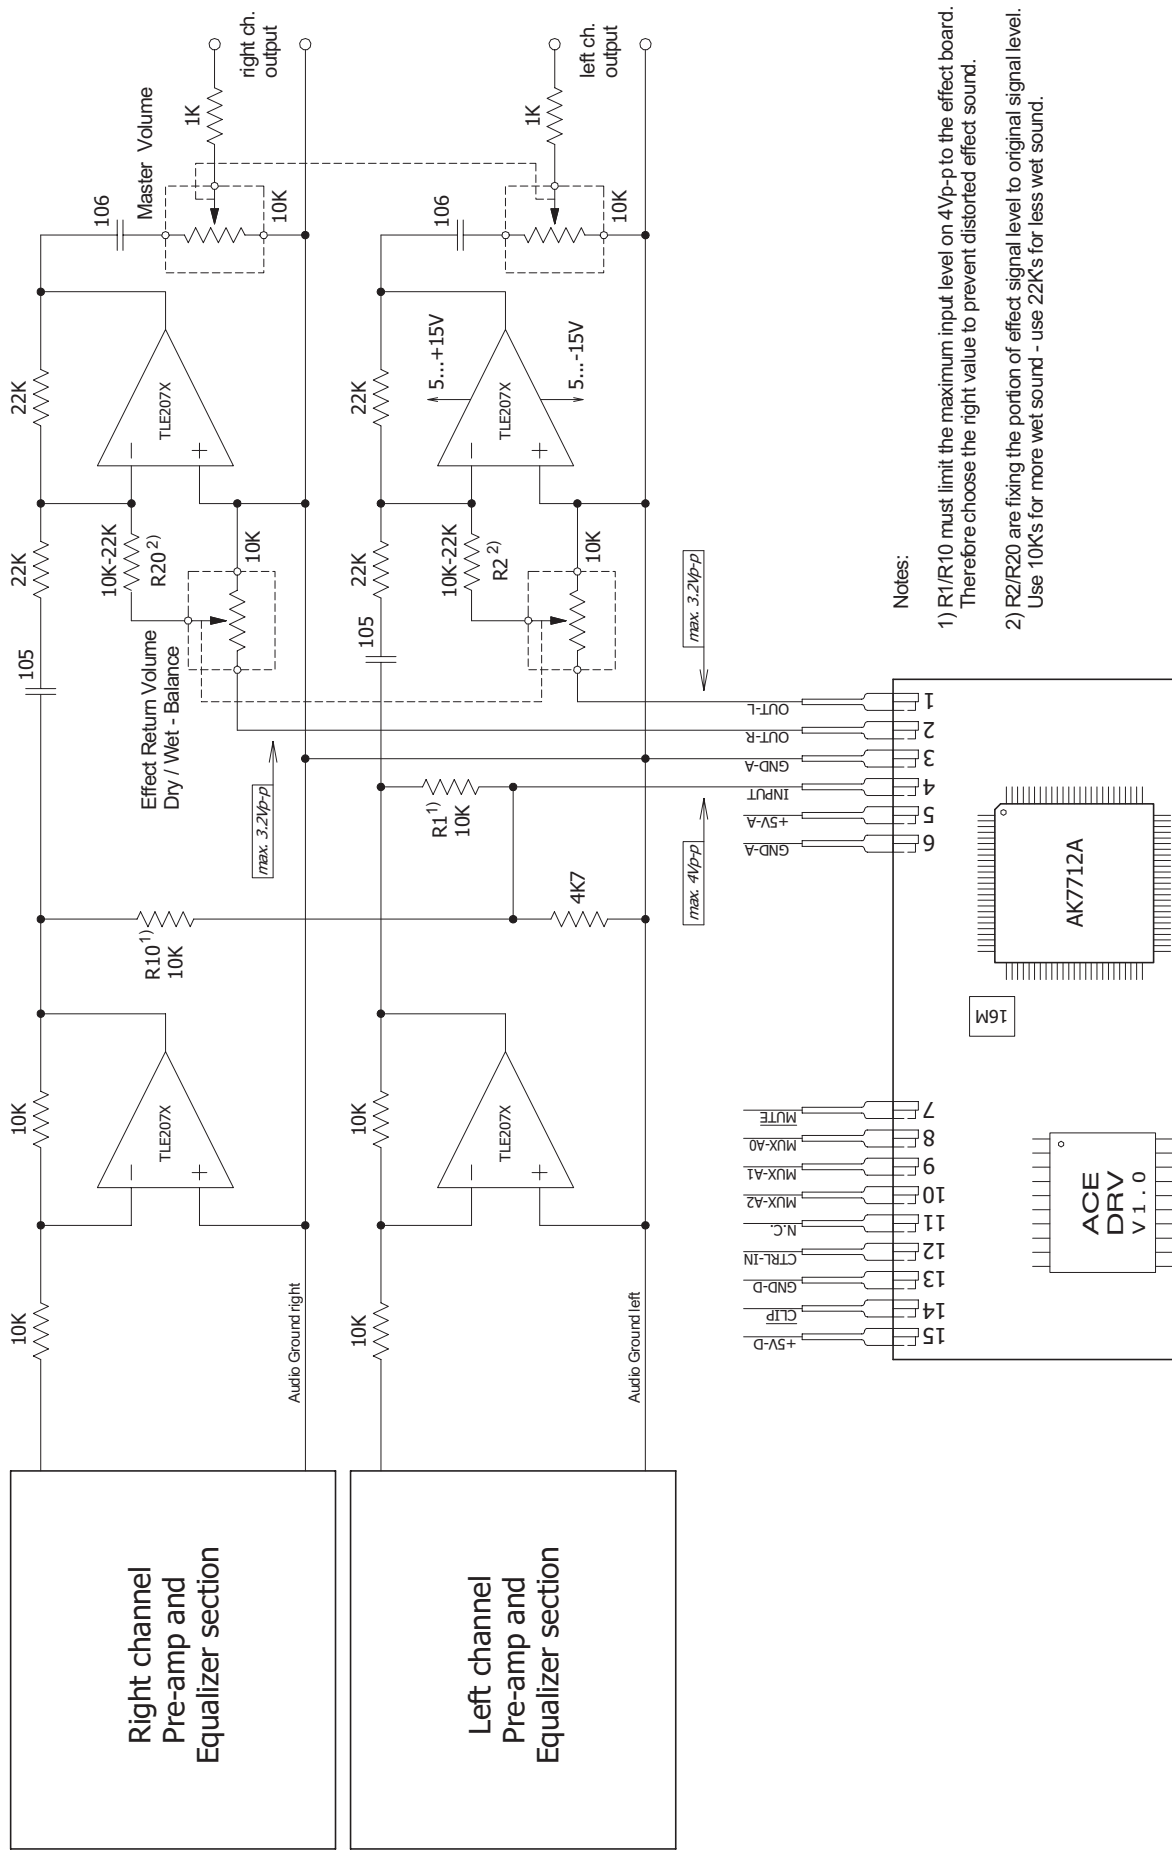 Right channel
Pre-amp and
Equalizer section
10K
10K
TLE207X
Audio Ground right
R10 1)
10K
105
22K
22K
TLE207X
10K-22K
R20 2)
10K
Effect Return Volume
Dry / Wet - Balance
max. 3.2Vp-p
106
Master Volume
10K
1K
right ch.
output
Left channel
Pre-amp and
Equalizer section
10K
10K
TLE207X
Audio Ground left
4K7
R1 1)
10K
105
22K
22K
TLE207X
5...+15V
5...-15V
10K-22K
R2 2)
10K
106
10K
1K
left ch.
output
max. 4Vp-p
max. 3.2Vp-p
+5V-D
CLIP
GND-D
CTRL-IN
N.C.
MUX-A2
MUX-A1
MUX-A0
MUTE
GND-A
+5V-A
INPUT
GND-A
OUT-R
OUT-L
15
14
13
12
11
10
9
8
7
6
5
4
3
2
1
ACE
DRV
V1.0
16M
AK7712A
Notes:
1) R1/R10 must limit the maximum input level on 4Vp-p to the effect board.
Therefore choose the right value to prevent distorted effect sound.
2) R2/R20 are fixing the portion of effect signal level to original signal level.
Use 10K's for more wet sound - use 22K's for less wet sound.